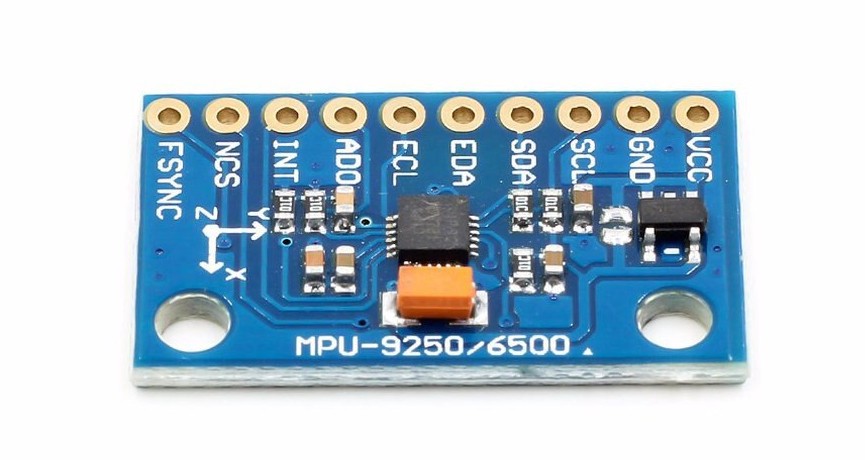 FSYNC
NCS
INT
ADO
ECL
EDA
SDA
SCL
GND
VCC
Z
Y
X
MPU-9250/6500